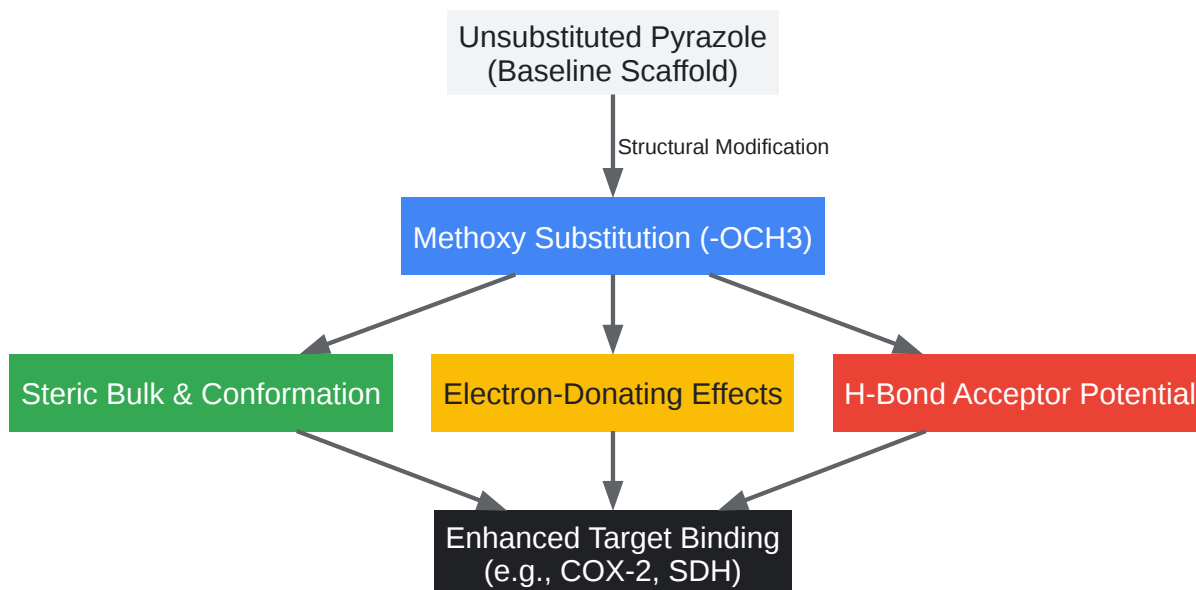 Unsubstituted Pyrazole
(Baseline Scaffold)
Structural Modification
Methoxy Substitution (-OCH3)
Steric Bulk & Conformation
Electron-Donating Effects
H-Bond Acceptor Potential
Enhanced Target Binding
(e.g., COX-2, SDH)